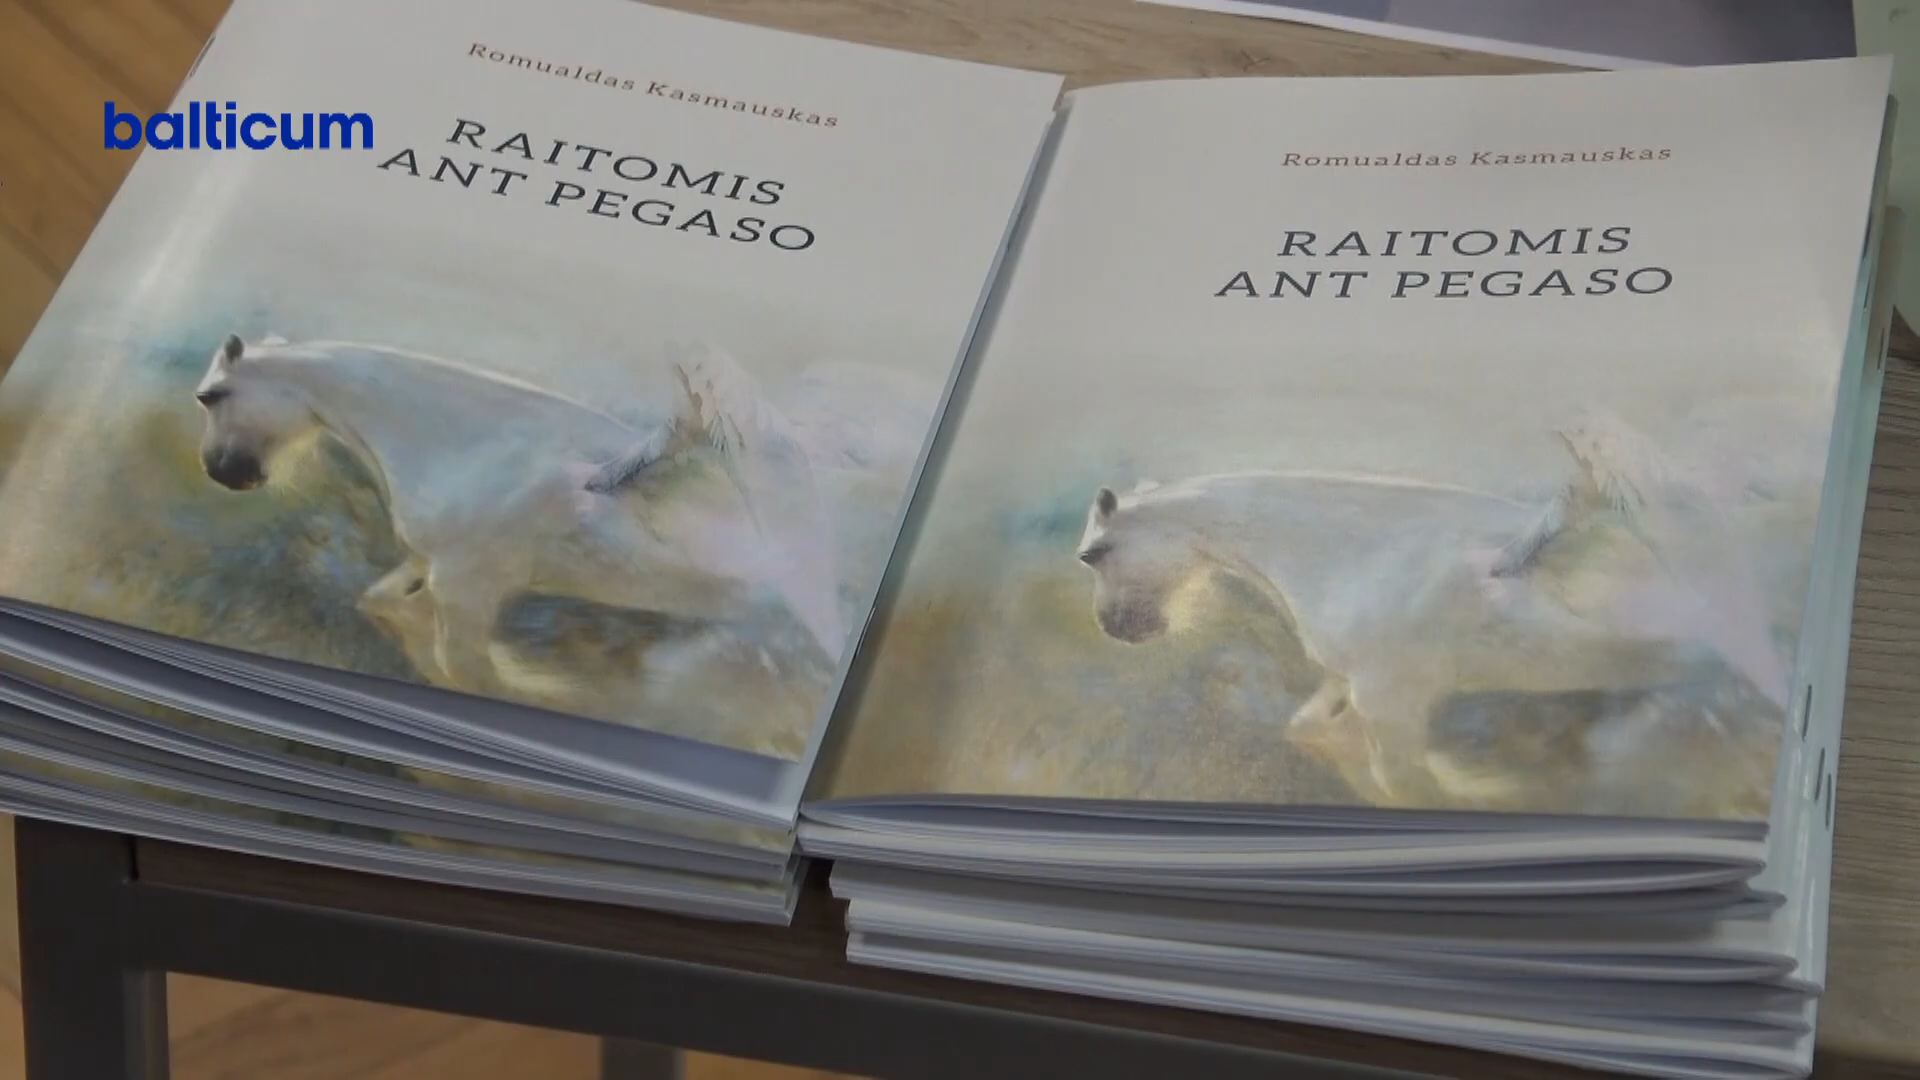 balticum
Romualdas Kasmauskas
RAITOMIS
ANT PEGASO
Romualdas Kasmauskas
RAITOMIS
ANT PEGASO